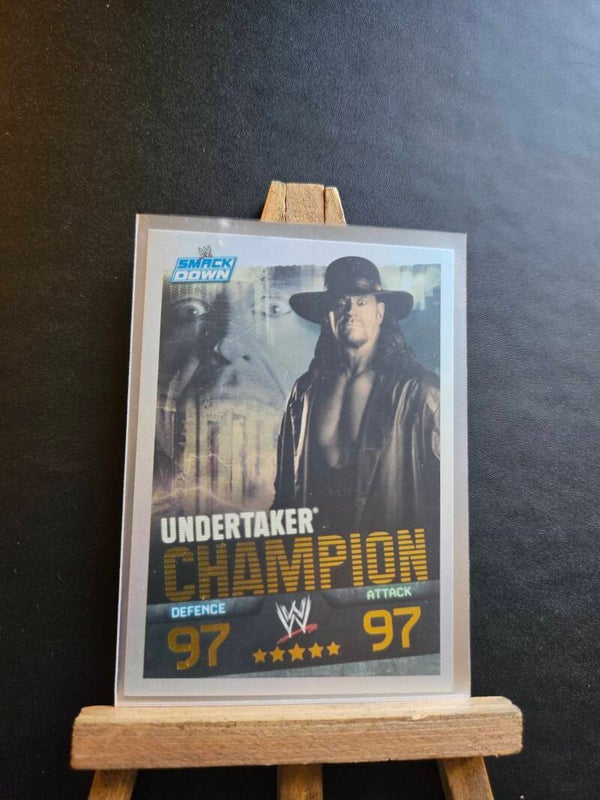 SMACK
DOWN
UNDERTAKER®
CHAMPION
DEFENCE
ATTACK
97
W
97